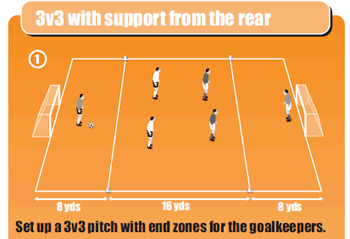 3v3 with support from the rear
1
8 yds 16 yds 8 yds
Set up a 3v3 pitch with end zones for the goalkeepers.